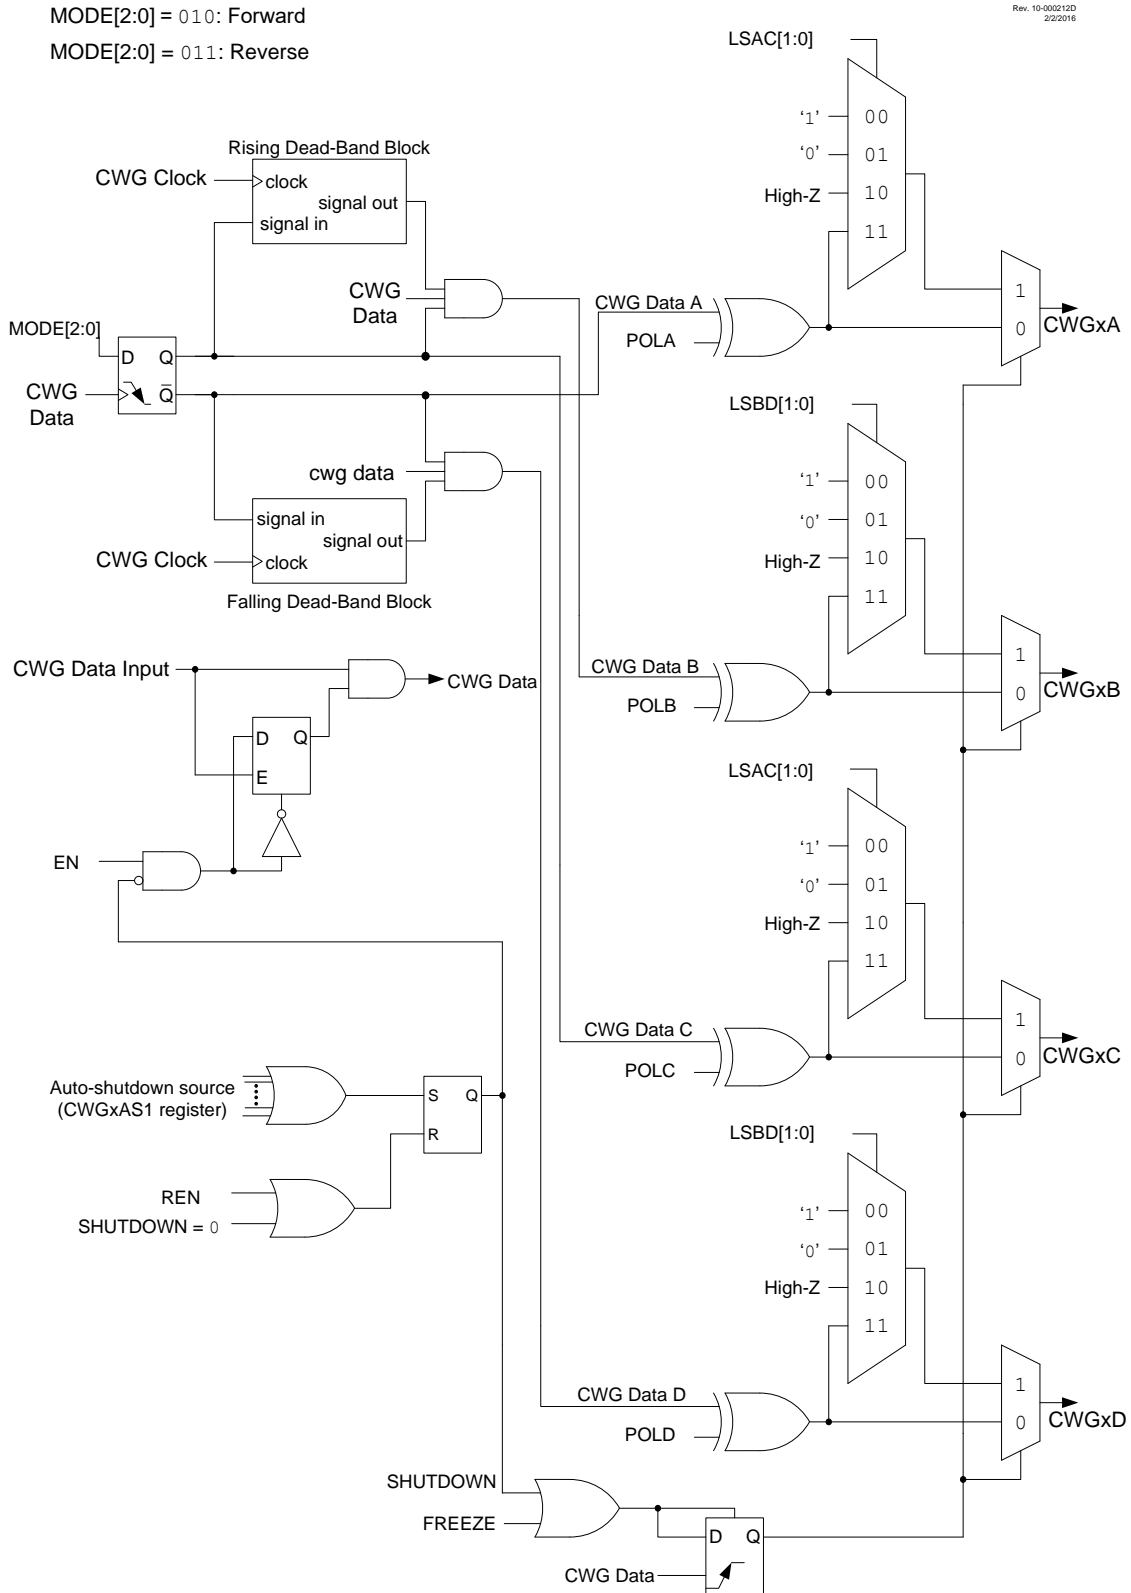 MODE[2:0] = 010: Forward
MODE[2:0] = 011: Reverse
Rev. 10-000212D
2/2/2016
LSAC[1:0]
'1'
00
'0'
01
High-Z
10
11
1
0
CWGxA
Rising Dead-Band Block
CWG Clock
clock
signal out
signal in
CWG
Data
MODE[2:0]
D
Q
CWG
Data
Q
CWG Data A
POLA
cwg data
signal in
signal out
CWG Clock
clock
Falling Dead-Band Block
LSBD[1:0]
'1'
00
'0'
01
High-Z
10
11
1
0
CWGxB
CWG Data B
POLB
CWG Data Input
CWG Data
D
Q
E
EN
LSAC[1:0]
'1'
00
'0'
01
High-Z
10
11
1
0
CWGxC
CWG Data C
POLC
Auto-shutdown source
(CWGxAS1 register)
S
Q
R
REN
SHUTDOWN = 0
LSBD[1:0]
'1'
00
'0'
01
High-Z
10
11
1
0
CWGxD
CWG Data D
POLD
SHUTDOWN
FREEZE
D
Q
CWG Data